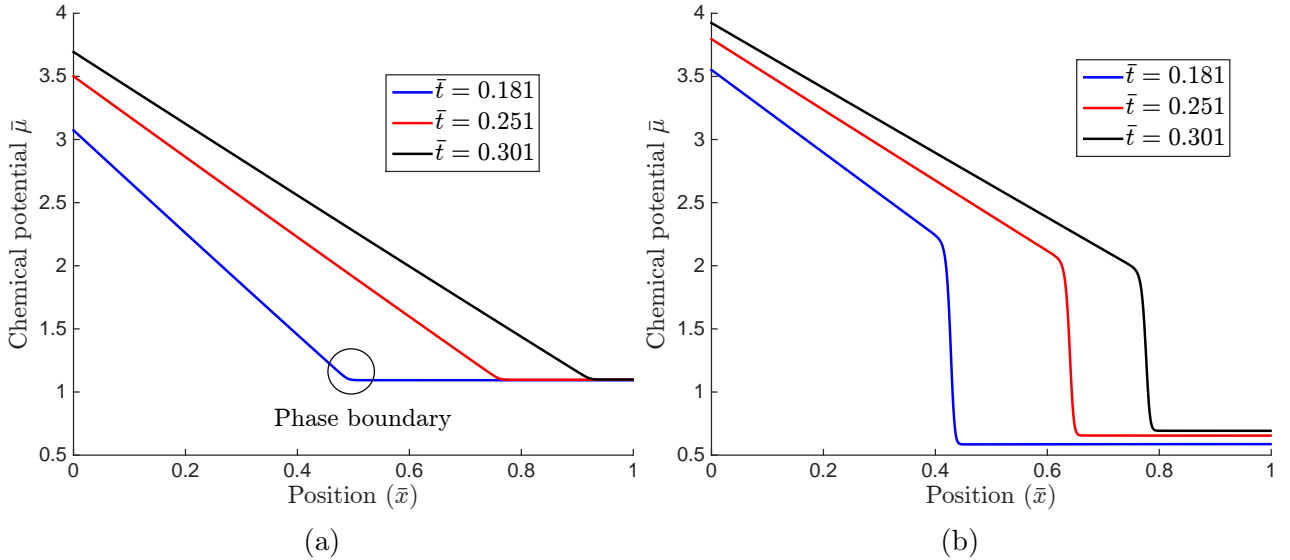 4
3.5
3
2.5
2
1.5
1
0.5
0
0.2
0.4
0.6
0.8
1
Chemical potential μ̄
Position (x̄)
t̄ = 0.181
t̄ = 0.251
t̄ = 0.301
Phase boundary
(a)
4
3.5
3
2.5
2
1.5
1
0.5
0
0.2
0.4
0.6
0.8
1
Chemical potential μ̄
Position (x̄)
t̄ = 0.181
t̄ = 0.251
t̄ = 0.301
(b)